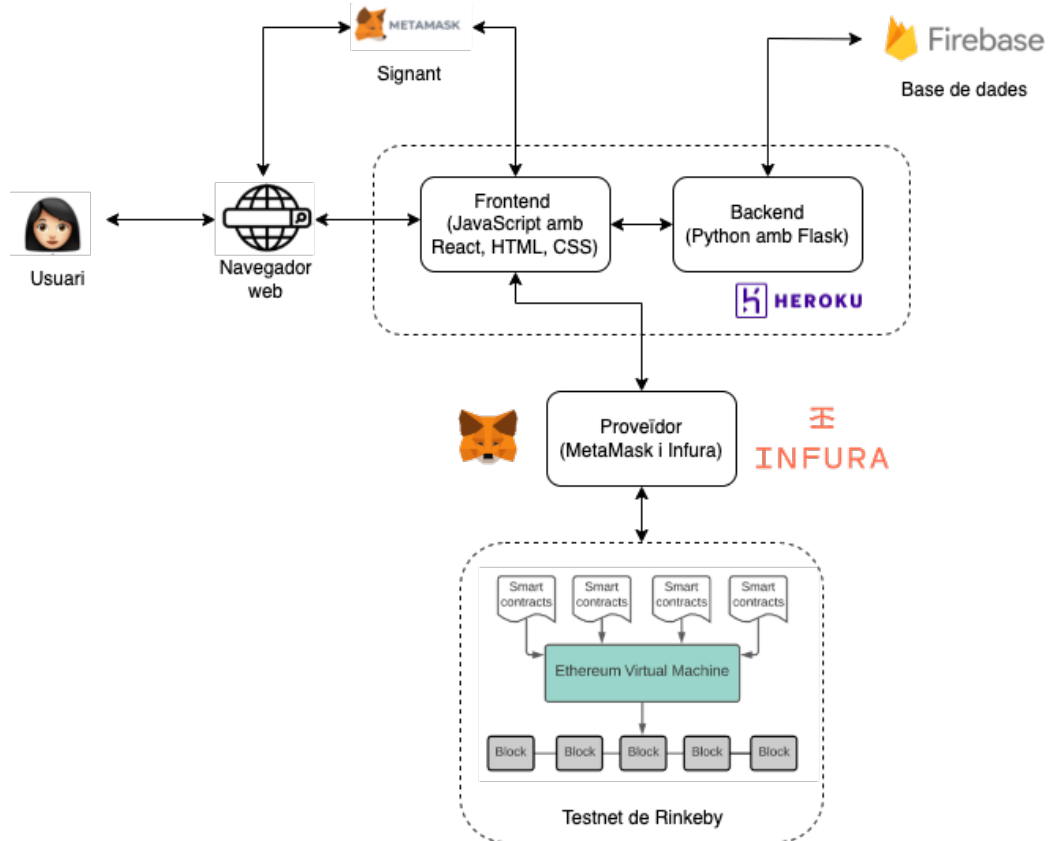 METAMASK
Signant
Firebase
Base de dades
Usuari
Navegador
web
Frontend
(JavaScript amb
React, HTML, CSS)
Backend
(Python amb Flask)
HEROKU
Proveïdor
(MetaMask i Infura)
INFURA
Smart
contracts
Smart
contracts
Smart
contracts
Smart
contracts
Ethereum Virtual Machine
Block
Block
Block
Block
Block
Testnet de Rinkeby